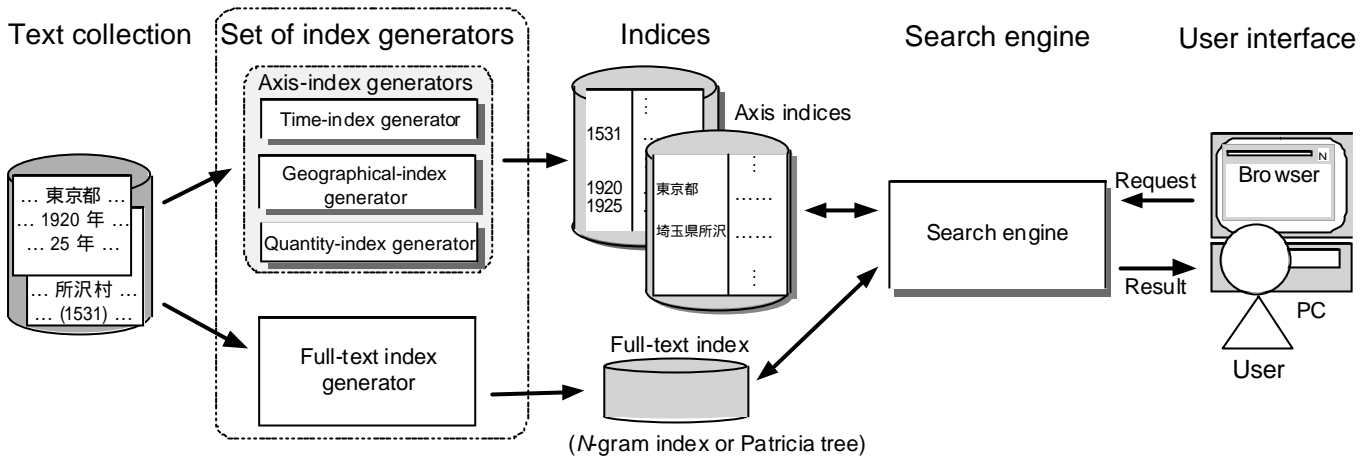 Text collection
Set of index generators
Indices
Search engine
User interface
… 東京都 …
… 1920 年 …
… 25 年 …
… 所沢村 …
… (1531) …
Axis-index generators
Time-index generator
Geographical-index
generator
Quantity-index generator
Full-text index
generator
Axis indices
⋮
1531
…
1920
1925
⋮
東京都
……
埼玉県所沢
……
⋮
Full-text index
(N-gram index or Patricia tree)
Search engine
Request
Result
N
Browser
PC
User